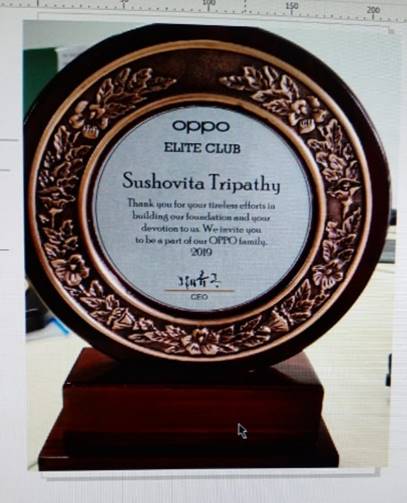 100
150
200
oppo
ELITE CLUB
Sushovita Tripathy
Thank you for your tireless efforts in
building our foundation and your
devotion to us. We invite you
to be a part of our OPPO family.
2019
CEO